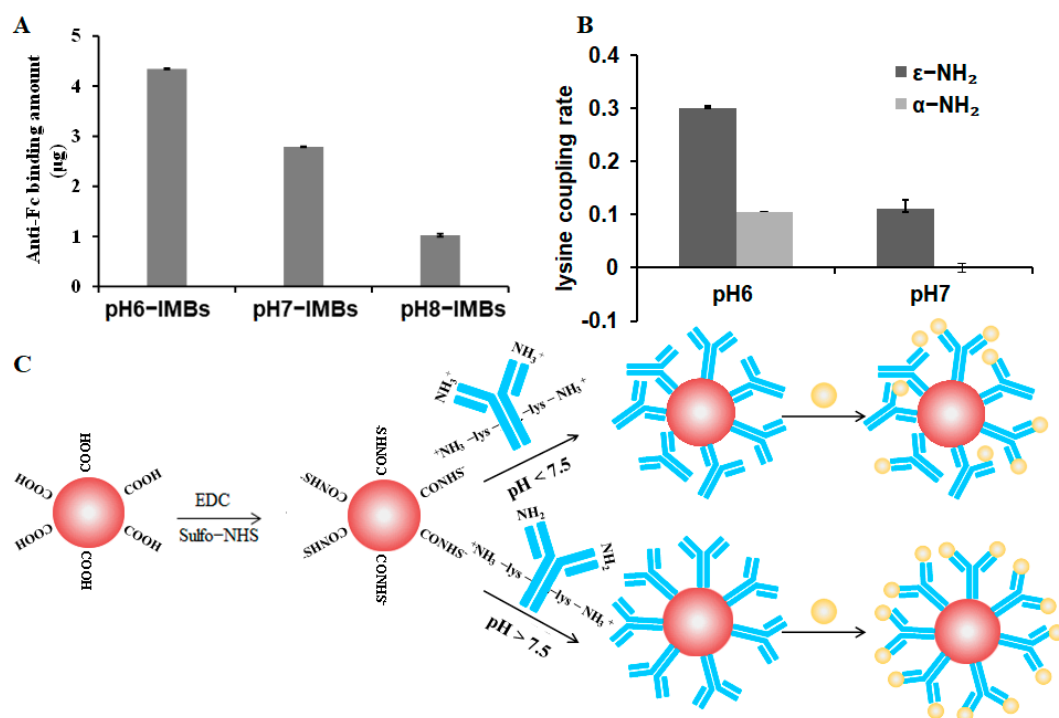 A
5
4
3
2
1
0
Anti-Fc binding amount
(μg)
pH6-IMBs
pH7-IMBs
pH8-IMBs
B
0.4
0.3
0.2
0.1
0
-0.1
lysine coupling rate
ε-NH₂
α-NH₂
pH6
pH7
C
HOOC
COOH
COOH
COOH
COOH
COOH
EDC
Sulfo-NHS
CONHS
CONHS-
CONHS-
CONHS-
CONHS-
CONHS-
NH₃⁺
NH₃⁺
⁺NH₃-lys-
-lys-NH₃⁺
pH < 7.5
NH₂
NH₂
⁺NH₃-lys-
-lys-NH₃⁺
pH > 7.5